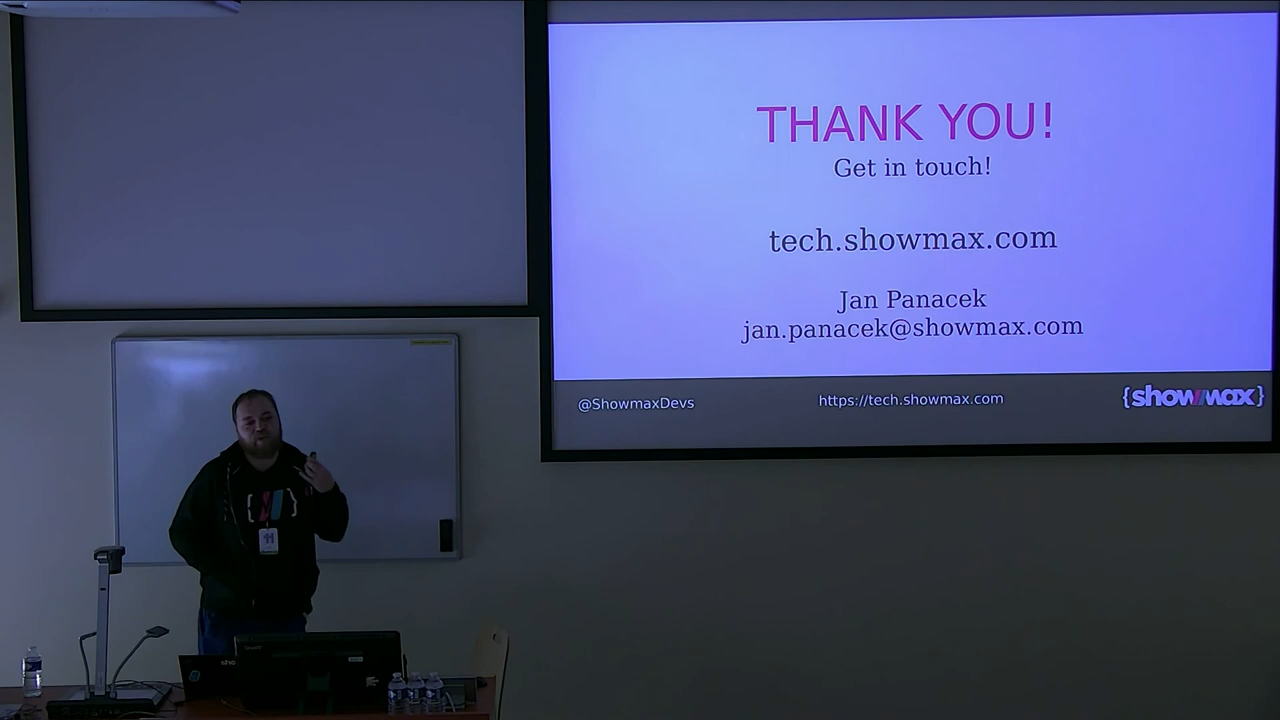 THANK YOU!
Get in touch!
tech.showmax.com
Jan Panacek
jan.panacek@showmax.com
@ShowmaxDevs
https://tech.showmax.com
{showmax}